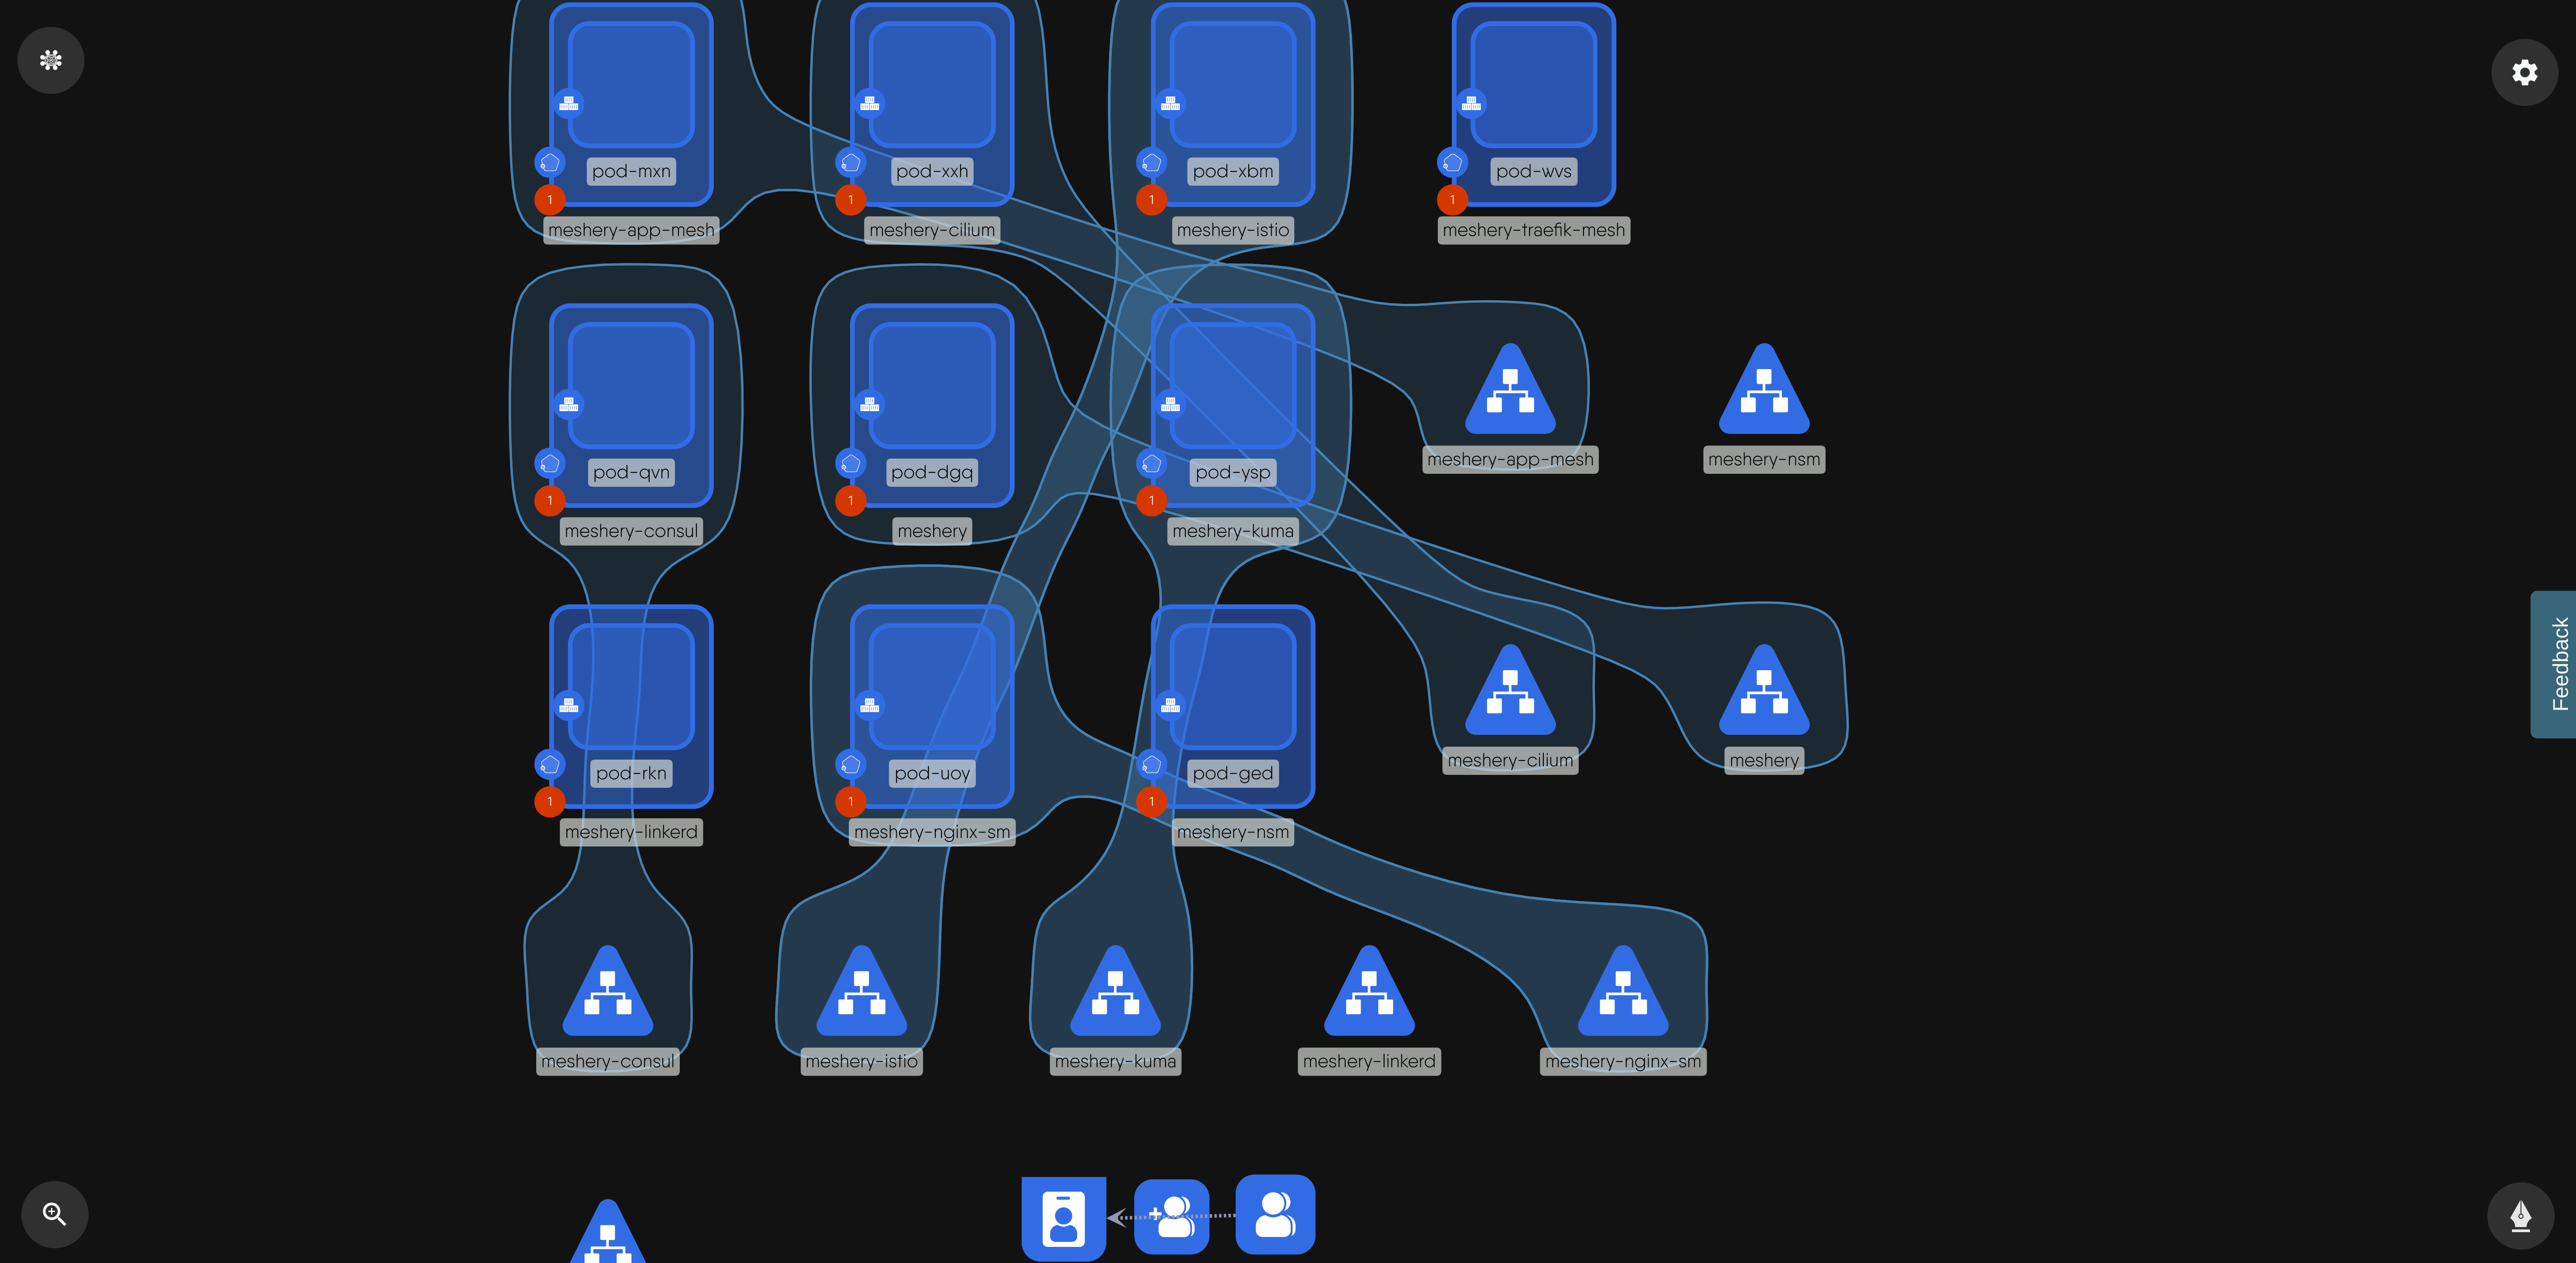 pod-mxn
pod-xxh
pod-xbm
pod-wvs
1
1
1
1
meshery-app-mesh
meshery-cilium
meshery-istio
meshery-traefik-mesh
pod-qvn
pod-dgq
pod-ysp
meshery-app-mesh
meshery-nsm
1
1
1
meshery-consul
meshery
meshery-kuma
Feedback
pod-rkn
pod-uoy
pod-ged
meshery-cilium
meshery
1
1
1
meshery-linkerd
meshery-nginx-sm
meshery-nsm
meshery-consul
meshery-istio
meshery-kuma
meshery-linkerd
meshery-nginx-sm